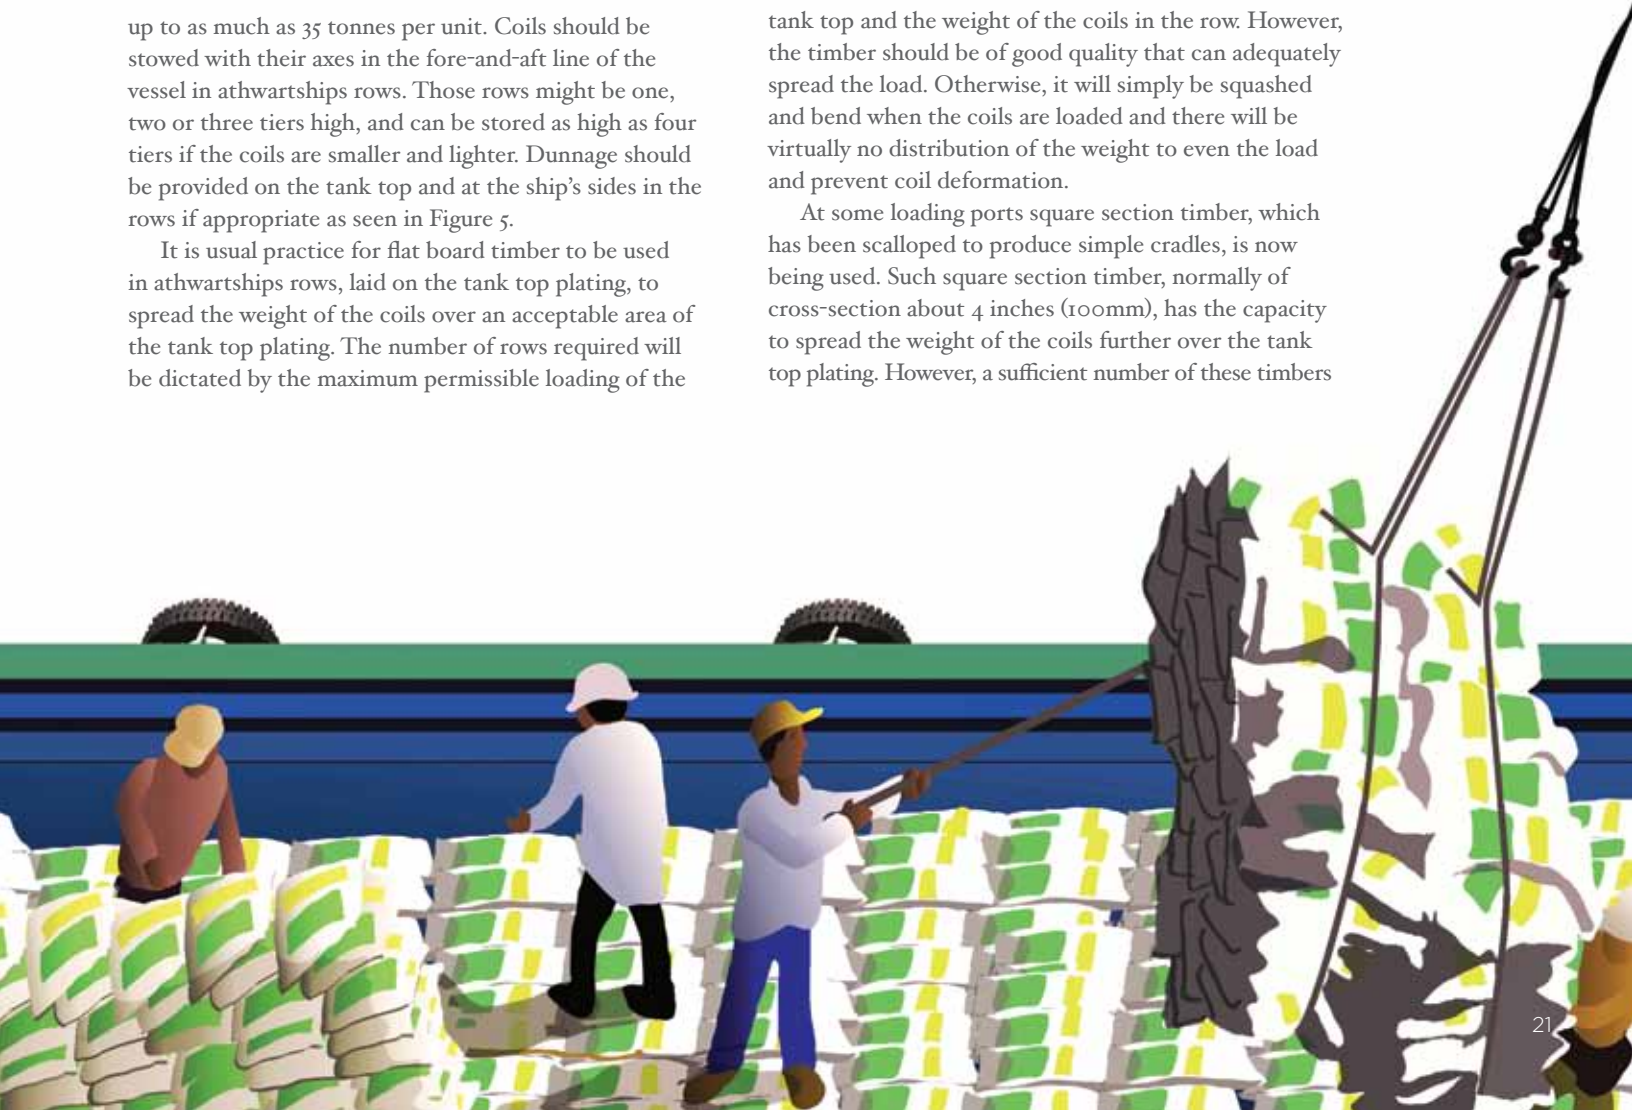 up to as much as 35 tonnes per unit. Coils should be
stowed with their axes in the fore-and-aft line of the
vessel in athwartships rows. Those rows might be one,
two or three tiers high, and can be stored as high as four
tiers if the coils are smaller and lighter. Dunnage should
be provided on the tank top and at the ship's sides in the
rows if appropriate as seen in Figure 5.
It is usual practice for flat board timber to be used
in athwartships rows, laid on the tank top plating, to
spread the weight of the coils over an acceptable area of
the tank top plating. The number of rows required will
be dictated by the maximum permissible loading of the
tank top and the weight of the coils in the row. However,
the timber should be of good quality that can adequately
spread the load. Otherwise, it will simply be squashed
and bend when the coils are loaded and there will be
virtually no distribution of the weight to even the load
and prevent coil deformation.
At some loading ports square section timber, which
has been scalloped to produce simple cradles, is now
being used. Such square section timber, normally of
cross-section about 4 inches (100mm), has the capacity
to spread the weight of the coils further over the tank
top plating. However, a sufficient number of these timbers
21